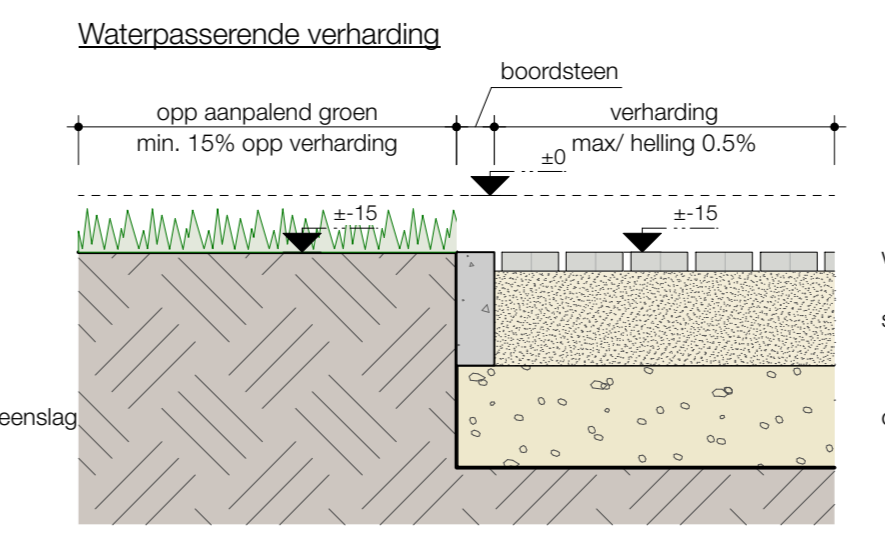 Waterpasserende verharding
boordsteen
opp aanpalend groen
min. 15% opp verharding
verharding
max/ helling 0.5%
±0
±-15
±-15
eenslag